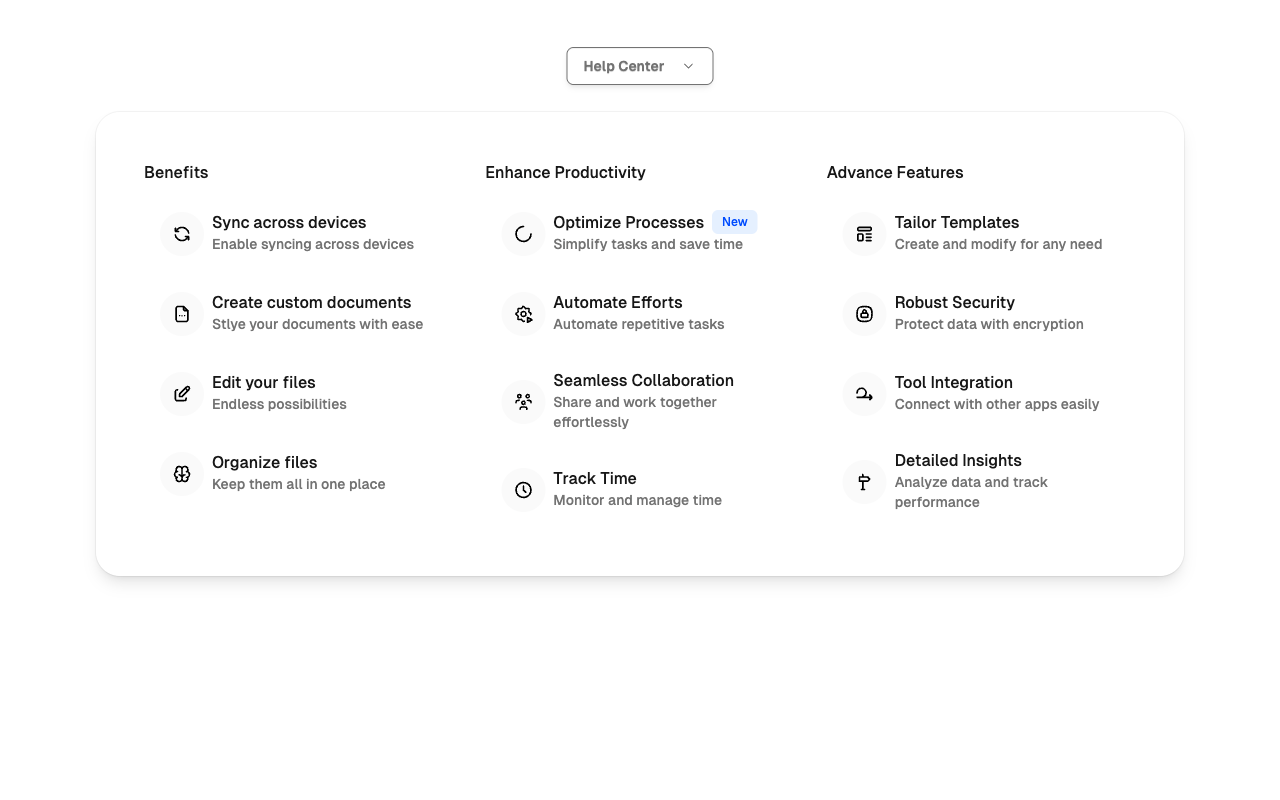 Help Center
Benefits
Sync across devices
Enable syncing across devices
Create custom documents
Stlye your documents with ease
Edit your files
Endless possibilities
Organize files
Keep them all in one place
Enhance Productivity
Optimize Processes New
Simplify tasks and save time
Automate Efforts
Automate repetitive tasks
Seamless Collaboration
Share and work together
effortlessly
Track Time
Monitor and manage time
Advance Features
Tailor Templates
Create and modify for any need
Robust Security
Protect data with encryption
Tool Integration
Connect with other apps easily
Detailed Insights
Analyze data and track
performance